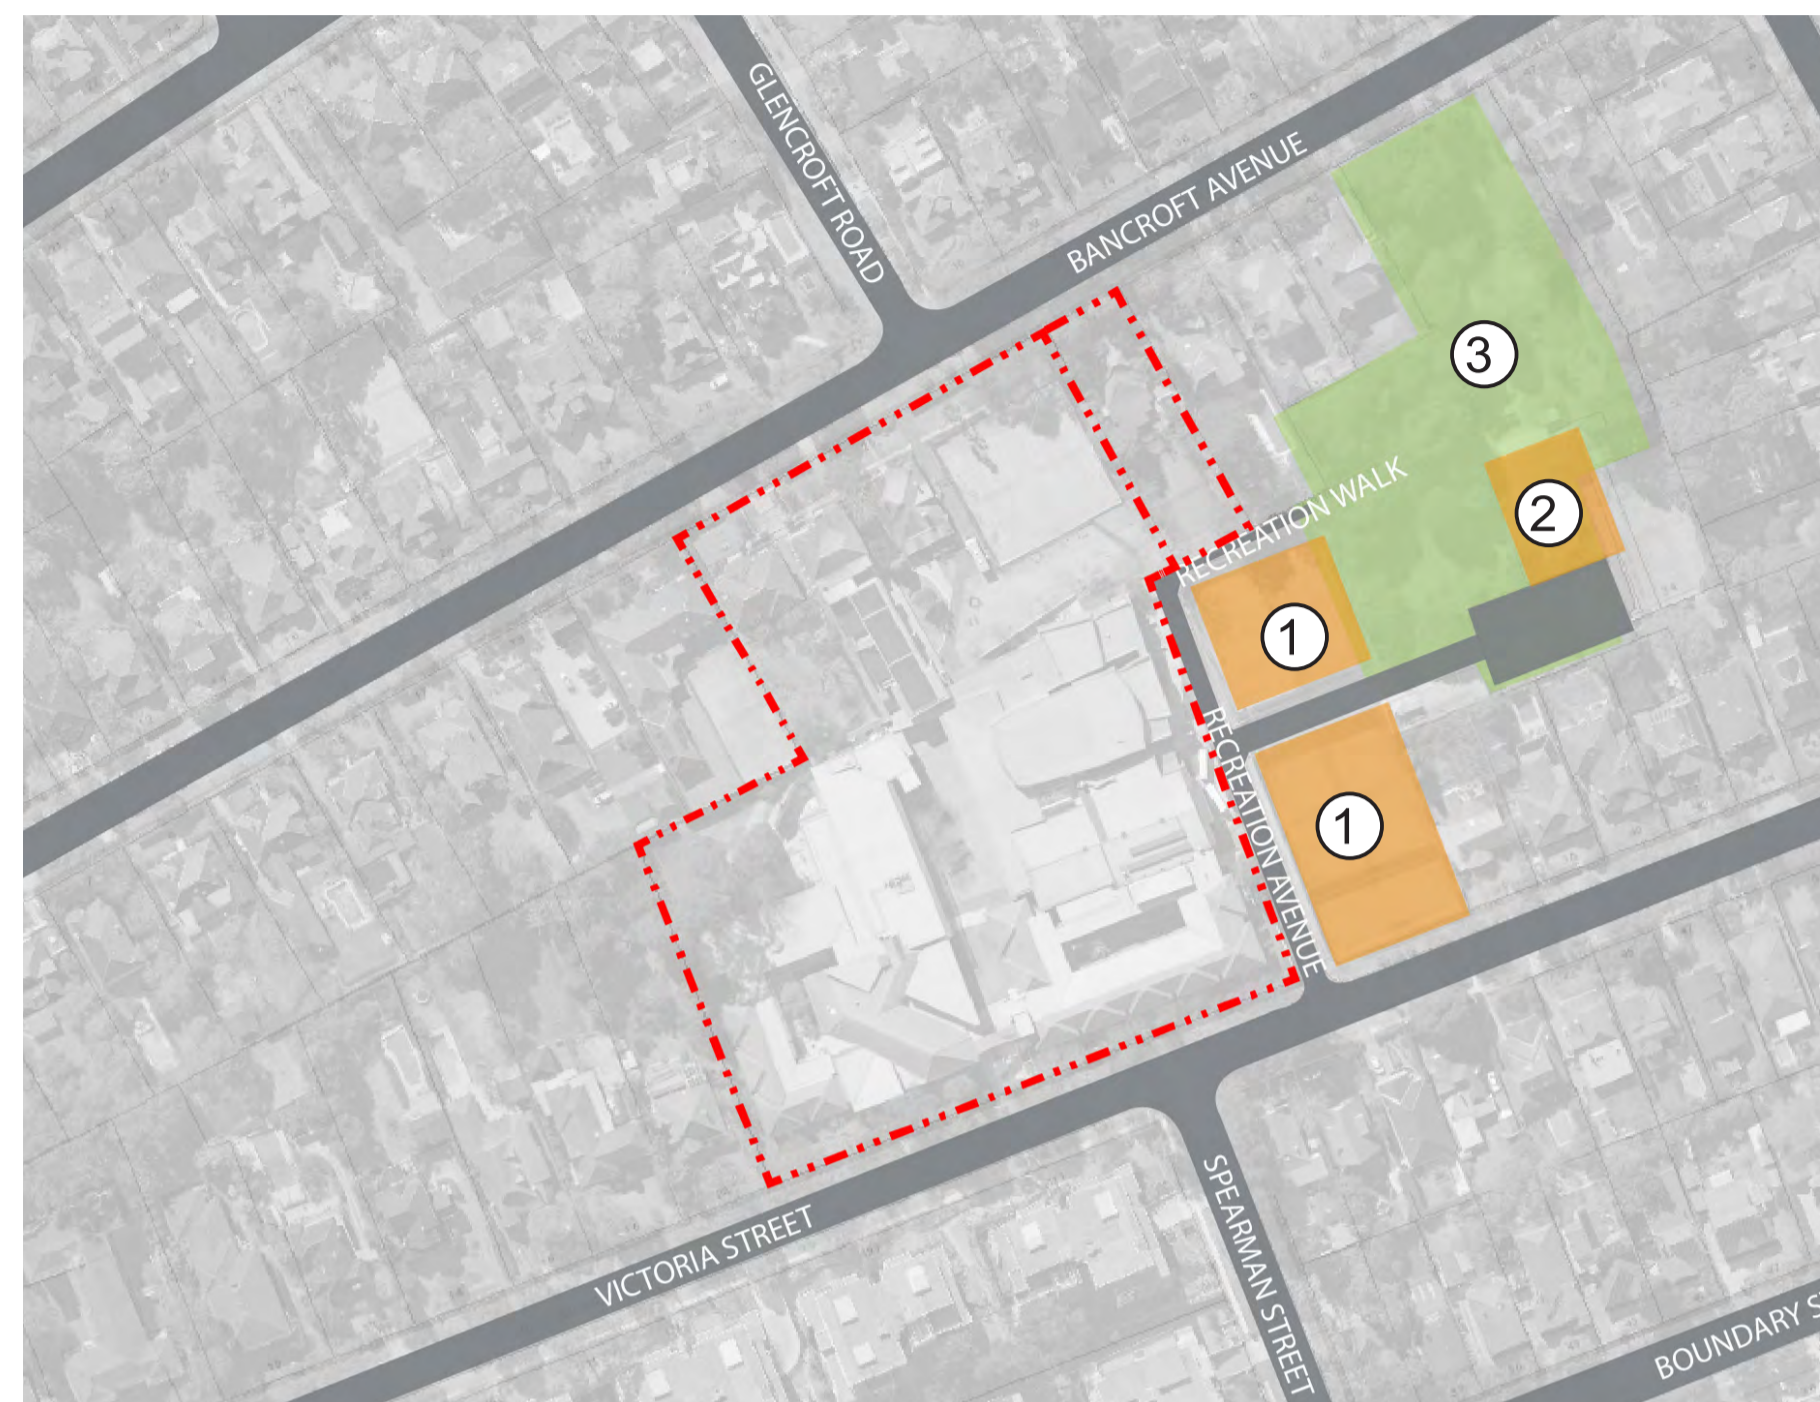 GLENCROFT ROAD
BANCROFT AVENUE
3
RECREATION WALK
2
1
RECREATION AVENUE
1
SPEARMAN STREET
VICTORIA STREET
BOUNDARY S